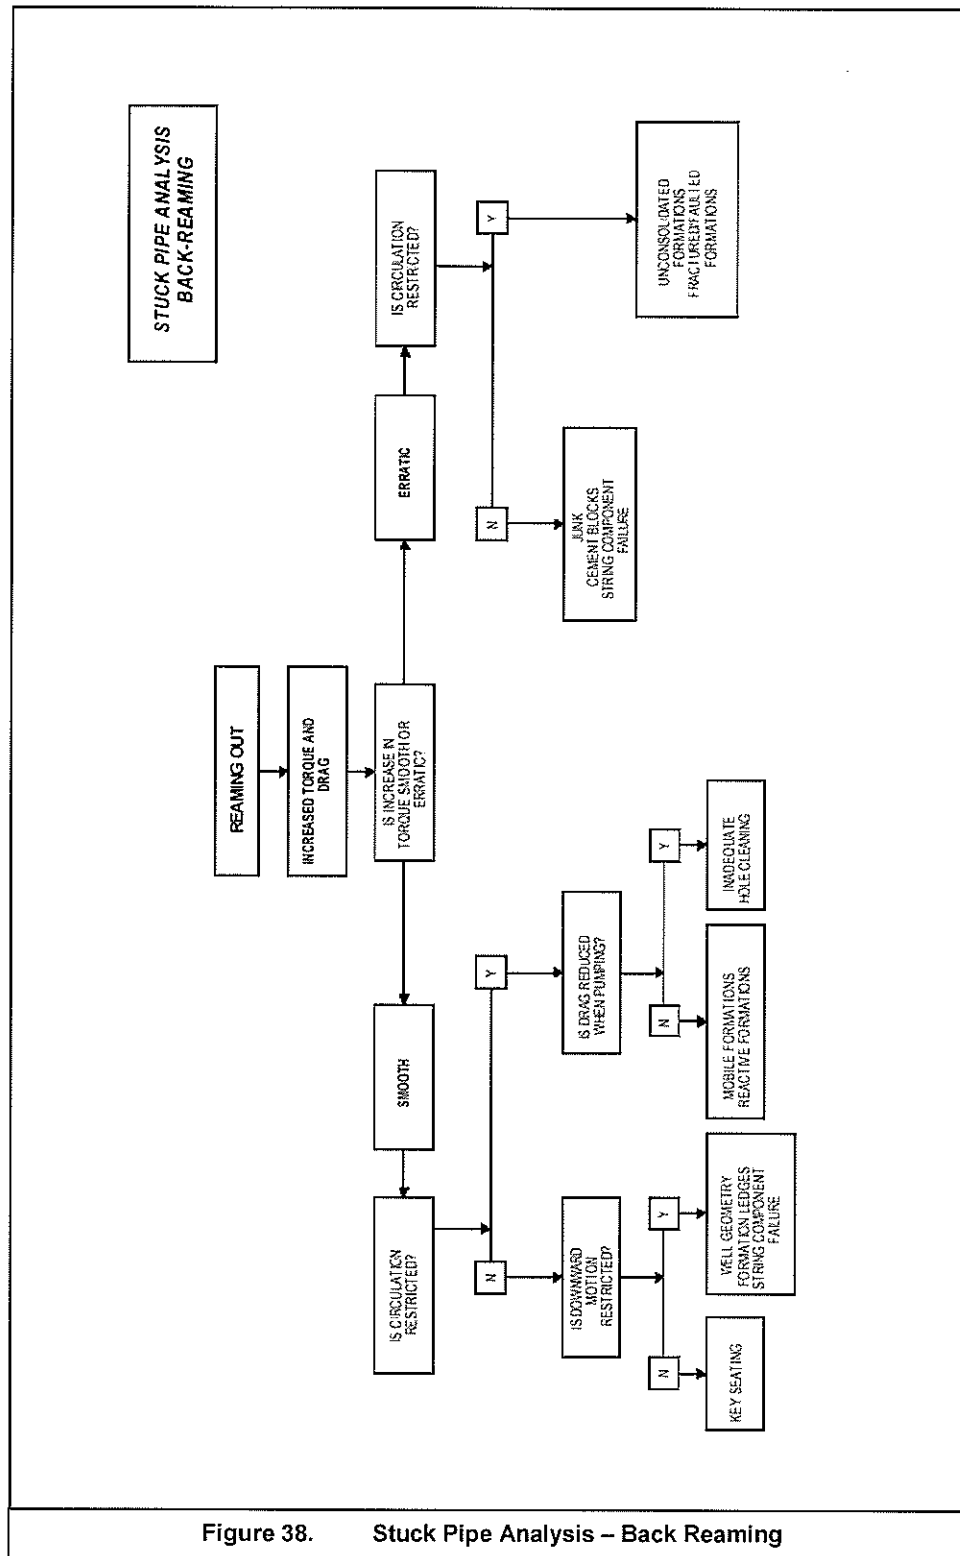 STUCK PIPE ANALYSIS
BACK-REAMING
REAMING OUT
INCREASED TORQUE AND
DRAG
IS INCREASE IN
TORQUE SMOOTH OR
ERRATIC?
SMOOTH
ERRATIC
IS CIRCULATION
RESTRICTED?
IS CIRCULATION
RESTRICTED?
N
Y
N
Y
IS DOWNWARD
MOTION
RESTRICTED?
IS DRAG REDUCED
WHEN PUMPING?
JUNK
CEMENT BLOCKS
STRING COMPONENT
FAILURE
UNCONSOLIDATED
FORMATIONS
FRACTURED/FAULTED
FORMATIONS
N
Y
N
Y
KEY SEATING
WELL GEOMETRY
FORMATION LEDGES
STRING COMPONENT
FAILURE
MOBILE FORMATIONS
REACTIVE FORMATIONS
INADEQUATE
HOLE CLEANING
Figure 38. Stuck Pipe Analysis – Back Reaming